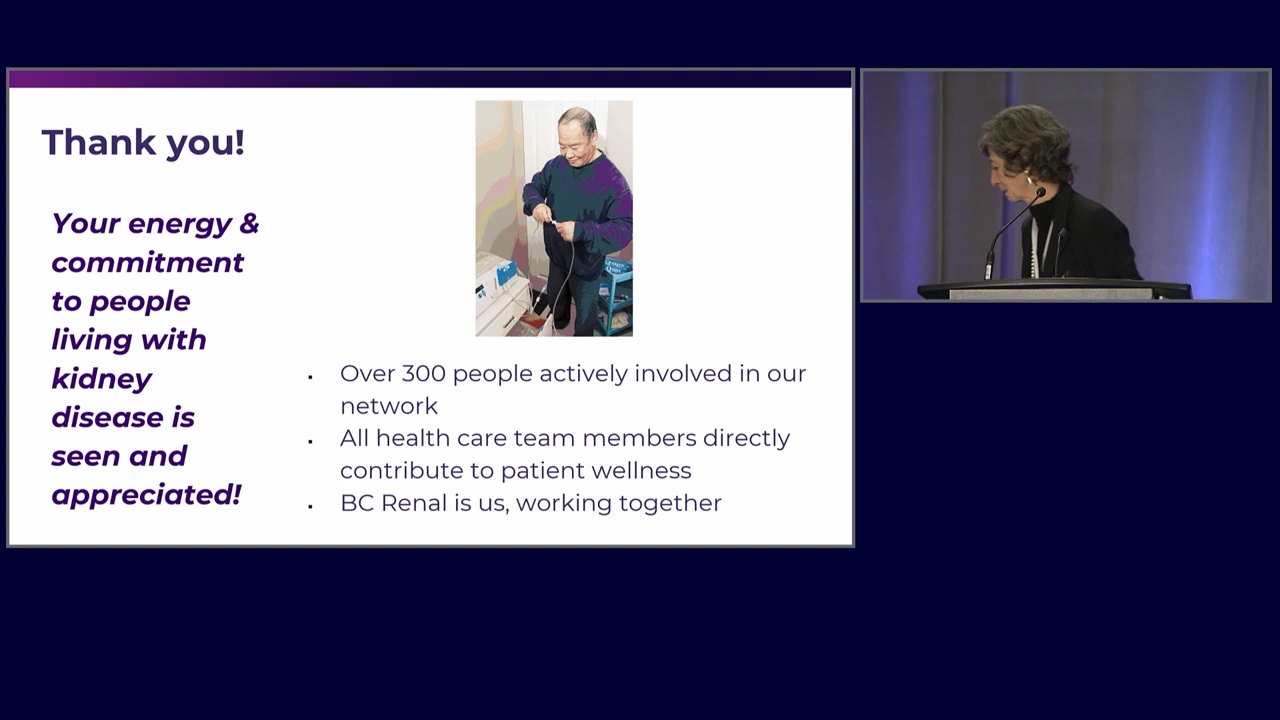 Thank you!
Your energy &
commitment
to people
living with
kidney
disease is
seen and
appreciated!
Over 300 people actively involved in our
network
All health care team members directly
contribute to patient wellness
BC Renal is us, working together